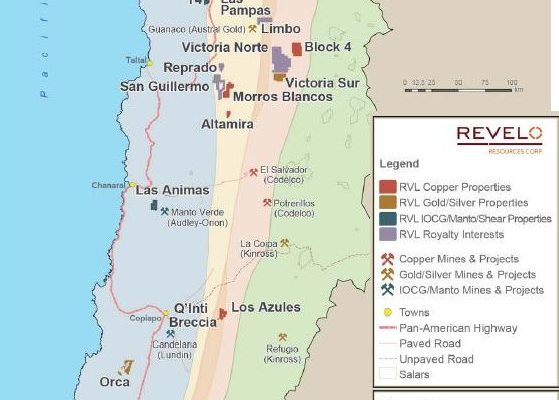 14
Las
Pampas
Guanaco (Austral Gold)
Limbo
Victoria Norte
Block 4
Taltal
Reprado
San Guillermo
Victoria Sur
Morros Blancos
Altamira
El Salvador
(Codelco)
Chanaral
Las Animas
Potrerillos
(Codelco)
Manto Verde
(Audley-Orion)
La Coipa
(Kinross)
Q'Inti
Breccia
Los Azules
Copiapo
Candelaria
(Lundin)
Refugio
(Kinross)
Orca
Pacifi
0 12.5 25 50 75 100
km
REVELO
RESOURCES CORP.
Legend
RVL Copper Properties
RVL Gold/Silver Properties
RVL IOCG/Manto/Shear Properties
RVL Royalty Interests
Copper Mines & Projects
Gold/Silver Mines & Projects
IOCG/Manto Mines & Projects
Towns
Pan-American Highway
Paved Road
Unpaved Road
Salars